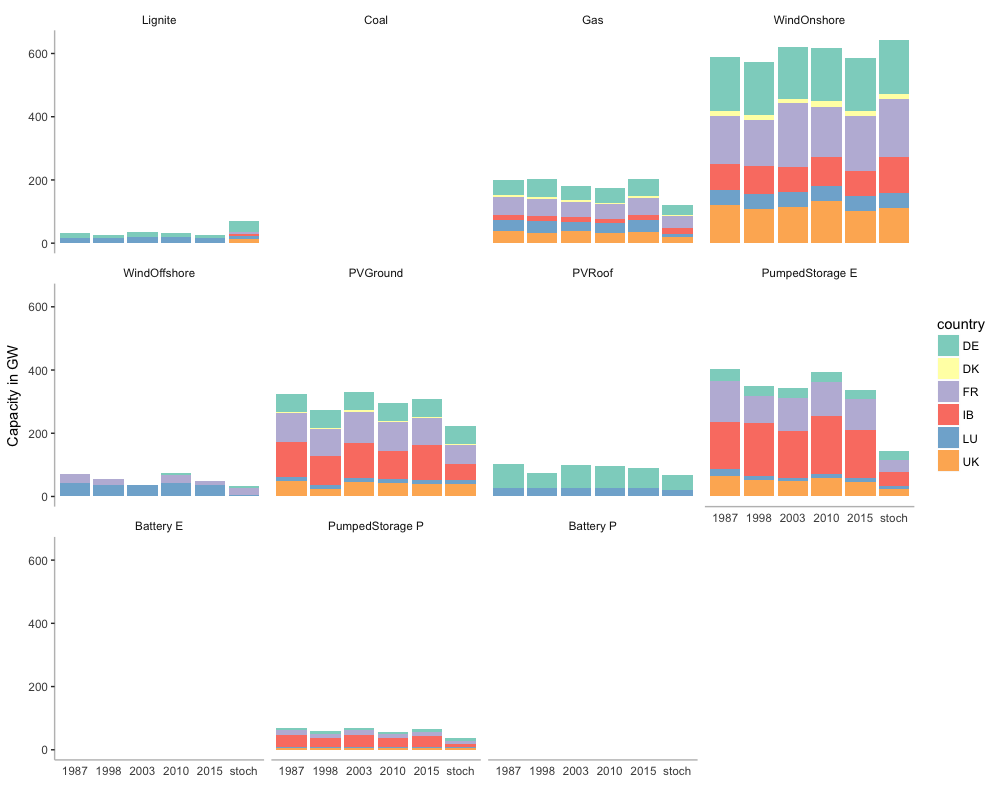 Lignite Coal Gas WindOnshore
600
400
200
0
WindOffshore PVGround PVRoof PumpedStorage E
600
400
200
0
1987 1998 2003 2010 2015 stoch
Battery E PumpedStorage P Battery P
600
400
200
0
1987 1998 2003 2010 2015 stoch 1987 1998 2003 2010 2015 stoch 1987 1998 2003 2010 2015 stoch
Capacity in GW
country
DE
DK
FR
IB
LU
UK